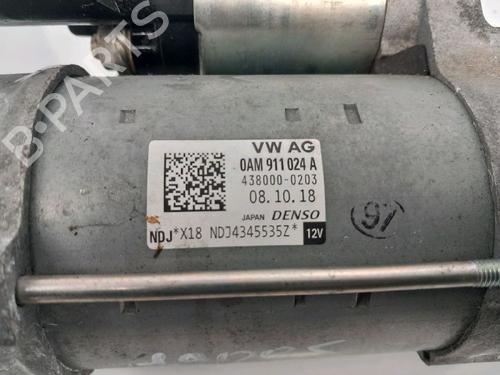 B-PARTS
VW AG
0AM 911 024 A
438000-0203
08.10.18
JAPAN DENSO
NDJ*X18 NDJ4345535Z* 12V
97